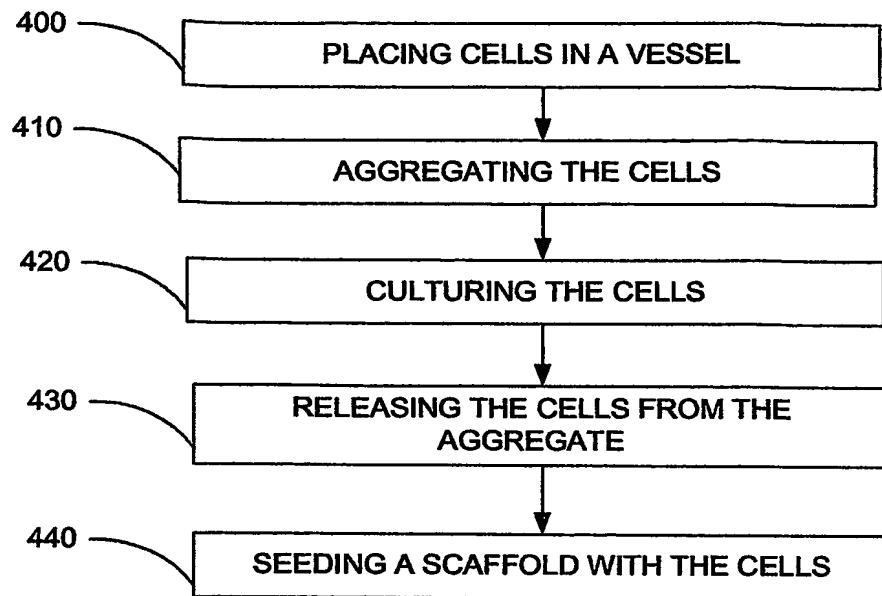 400
PLACING CELLS IN A VESSEL
410
AGGREGATING THE CELLS
420
CULTURING THE CELLS
430
RELEASING THE CELLS FROM THE
AGGREGATE
440
SEEDING A SCAFFOLD WITH THE CELLS